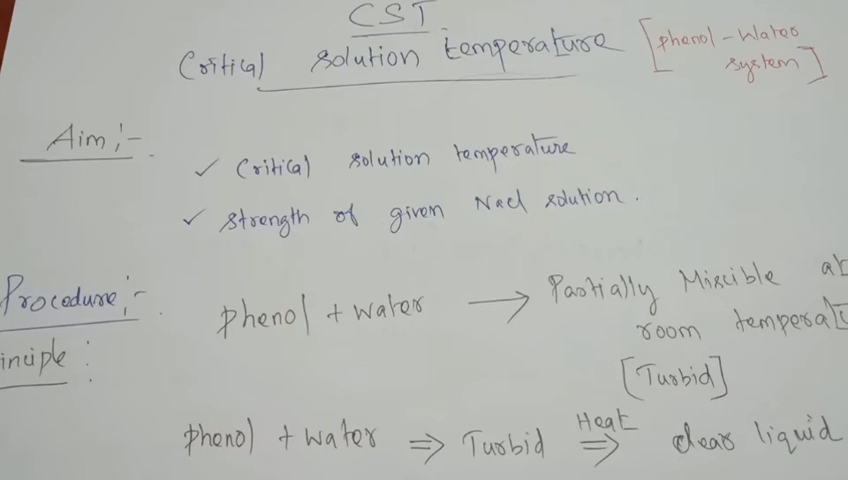 CST
Critical solution temperature [phenol-Water system]
Aim:-
✓ Critical solution temperature
✓ strength of given Nacl solution.
Procedure:- phenol + water → Partially Miscible at
room temperatu
inciple:
[Turbid]
phenol + water ⇒ Turbid Heat ⇒ clear liquid